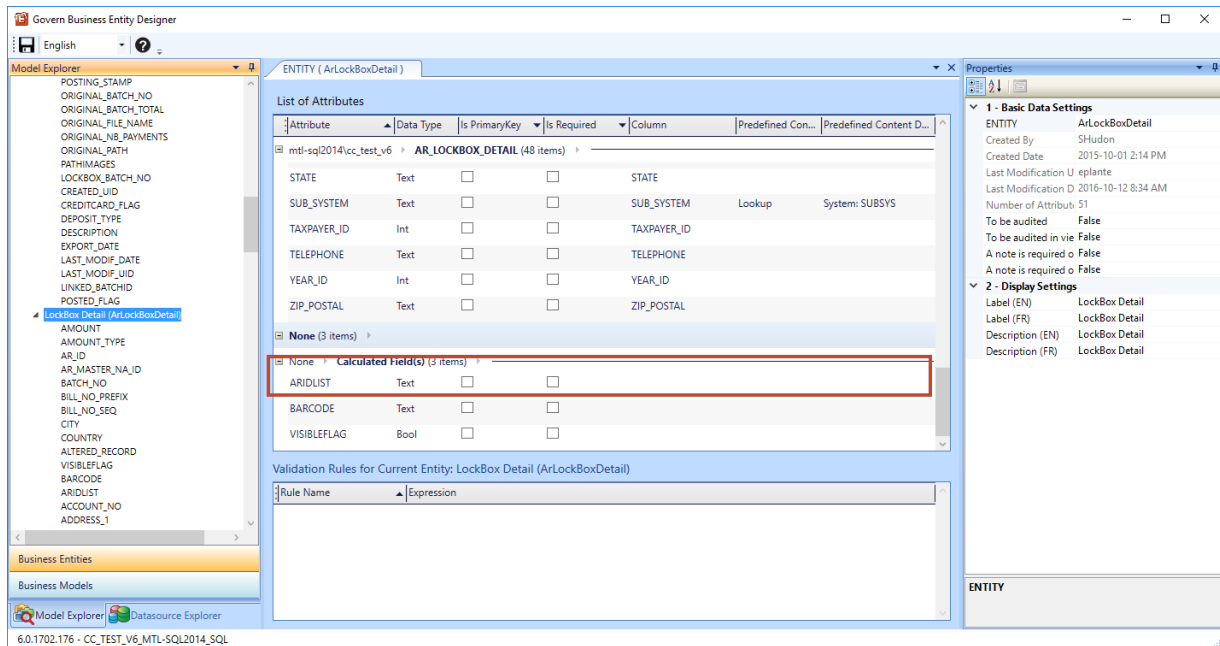 Govern Business Entity Designer
English
Model Explorer
POSTING_STAMP
ORIGINAL_BATCH_NO
ORIGINAL_BATCH_TOTAL
ORIGINAL_FILE_NAME
ORIGINAL_NB_PAYMENTS
ORIGINAL_PATH
PATHIMAGES
LOCKBOX_BATCH_NO
CREATED_UID
CREDITCARD_FLAG
DEPOSIT_TYPE
DESCRIPTION
EXPORT_DATE
LAST_MODIF_DATE
LAST_MODIF_UID
LINKED_BATCHID
POSTED_FLAG
LockBox Detail (ArLockBoxDetail)
AMOUNT
AMOUNT_TYPE
AR_ID
AR_MASTER_NA_ID
BATCH_NO
BILL_NO_PREFIX
BILL_NO_SEQ
CITY
COUNTRY
ALTERED_RECORD
VISIBLEFLAG
BARCODE
ARIDLIST
ACCOUNT_NO
ADDRESS_1
Business Entities
Business Models
Model Explorer Datasource Explorer
6.0.1702.176 - CC_TEST_V6_MTL-SQL2014_SQL
ENTITY ( ArLockBoxDetail )
List of Attributes
Attribute Data Type Is PrimaryKey Is Required Column Predefined Con... Predefined Content D...
mtl-sql2014\cc_test_v6 AR_LOCKBOX_DETAIL (48 items)
STATE Text STATE
SUB_SYSTEM Text SUB_SYSTEM Lookup System: SUBSYS
TAXPAYER_ID Int TAXPAYER_ID
TELEPHONE Text TELEPHONE
YEAR_ID Int YEAR_ID
ZIP_POSTAL Text ZIP_POSTAL
None (3 items)
None Calculated Field(s) (3 items)
ARIDLIST Text
BARCODE Text
VISIBLEFLAG Bool
Validation Rules for Current Entity: LockBox Detail (ArLockBoxDetail)
Rule Name Expression
Properties
1 - Basic Data Settings
ENTITY ArLockBoxDetail
Created By SHudon
Created Date 2015-10-01 2:14 PM
Last Modification U eplante
Last Modification D 2016-10-12 8:34 AM
Number of Attribute 51
To be audited False
To be audited in vie False
A note is required o False
A note is required o False
2 - Display Settings
Label (EN) LockBox Detail
Label (FR) LockBox Detail
Description (EN) LockBox Detail
Description (FR) LockBox Detail
ENTITY